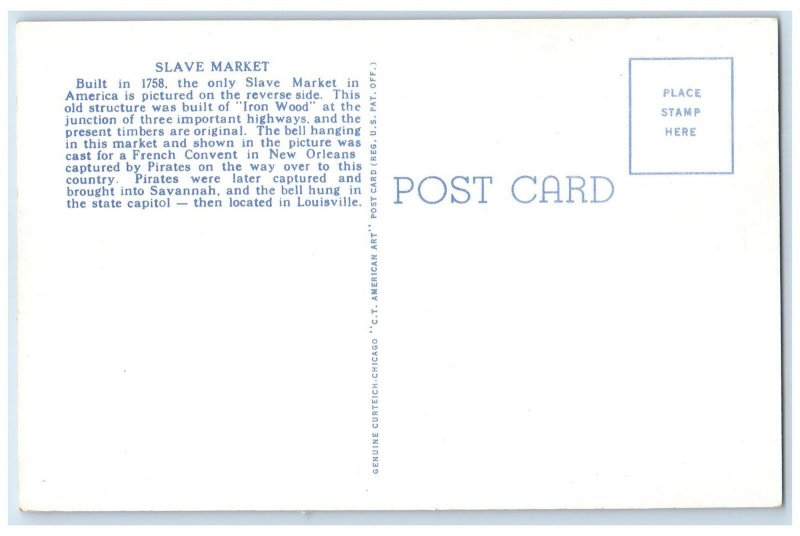 SLAVE MARKET
Built in 1758, the only Slave Market in
America is pictured on the reverse side. This
old structure was built of "Iron Wood" at the
junction of three important highways, and the
present timbers are original. The bell hanging
in this market and shown in the picture was
cast for a French Convent in New Orleans
captured by Pirates on the way over to this
country. Pirates were later captured and
brought into Savannah, and the bell hung in
the state capitol — then located in Louisville.
GENUINE CURTEICH-CHICAGO "C.T. AMERICAN ART" POST CARD (REG. U.S. PAT. OFF.)
POST CARD
PLACE
STAMP
HERE